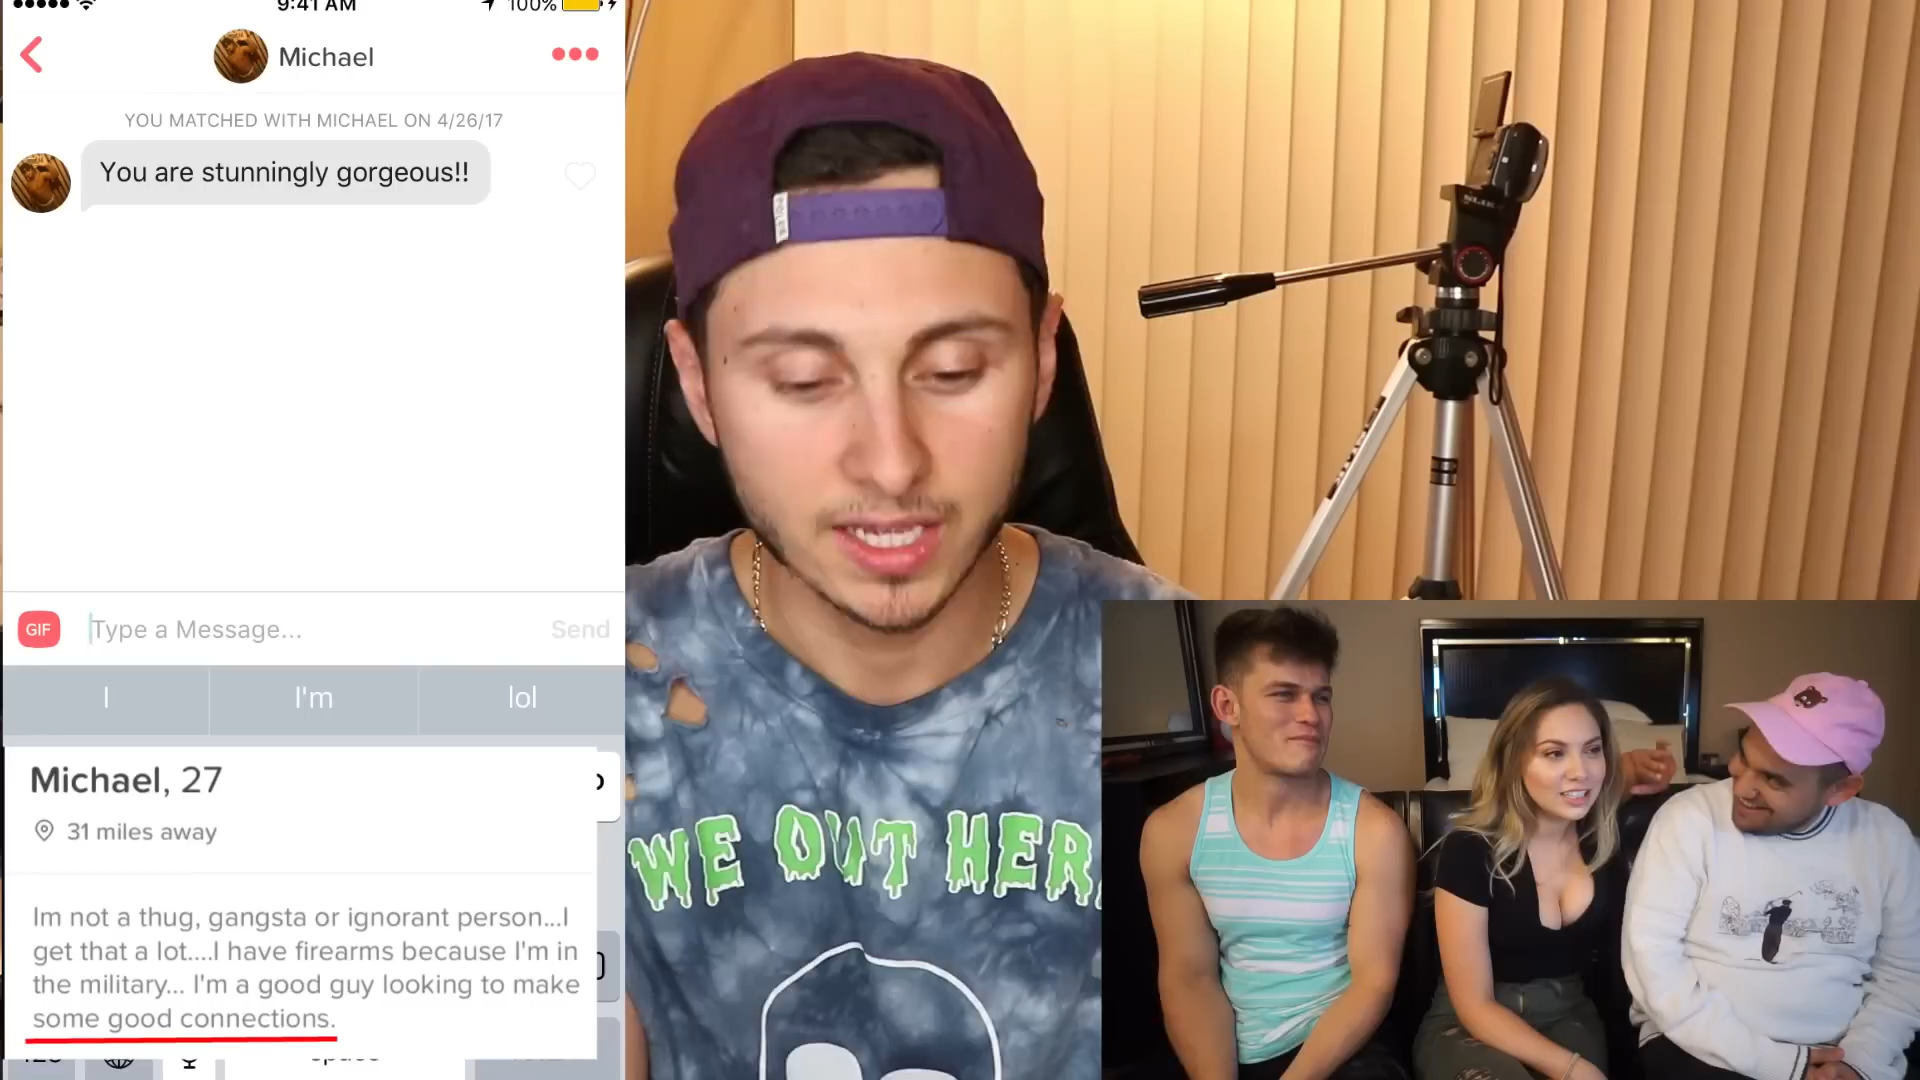 9:41 AM
100%
Michael
YOU MATCHED WITH MICHAEL ON 4/26/17
You are stunningly gorgeous!!
GIF
Type a Message...
Send
I
I'm
lol
Michael, 27
31 miles away
Im not a thug, gangsta or ignorant person...I
get that a lot....I have firearms because I'm in
the military... I'm a good guy looking to make
some good connections.
space
WE OUT HER